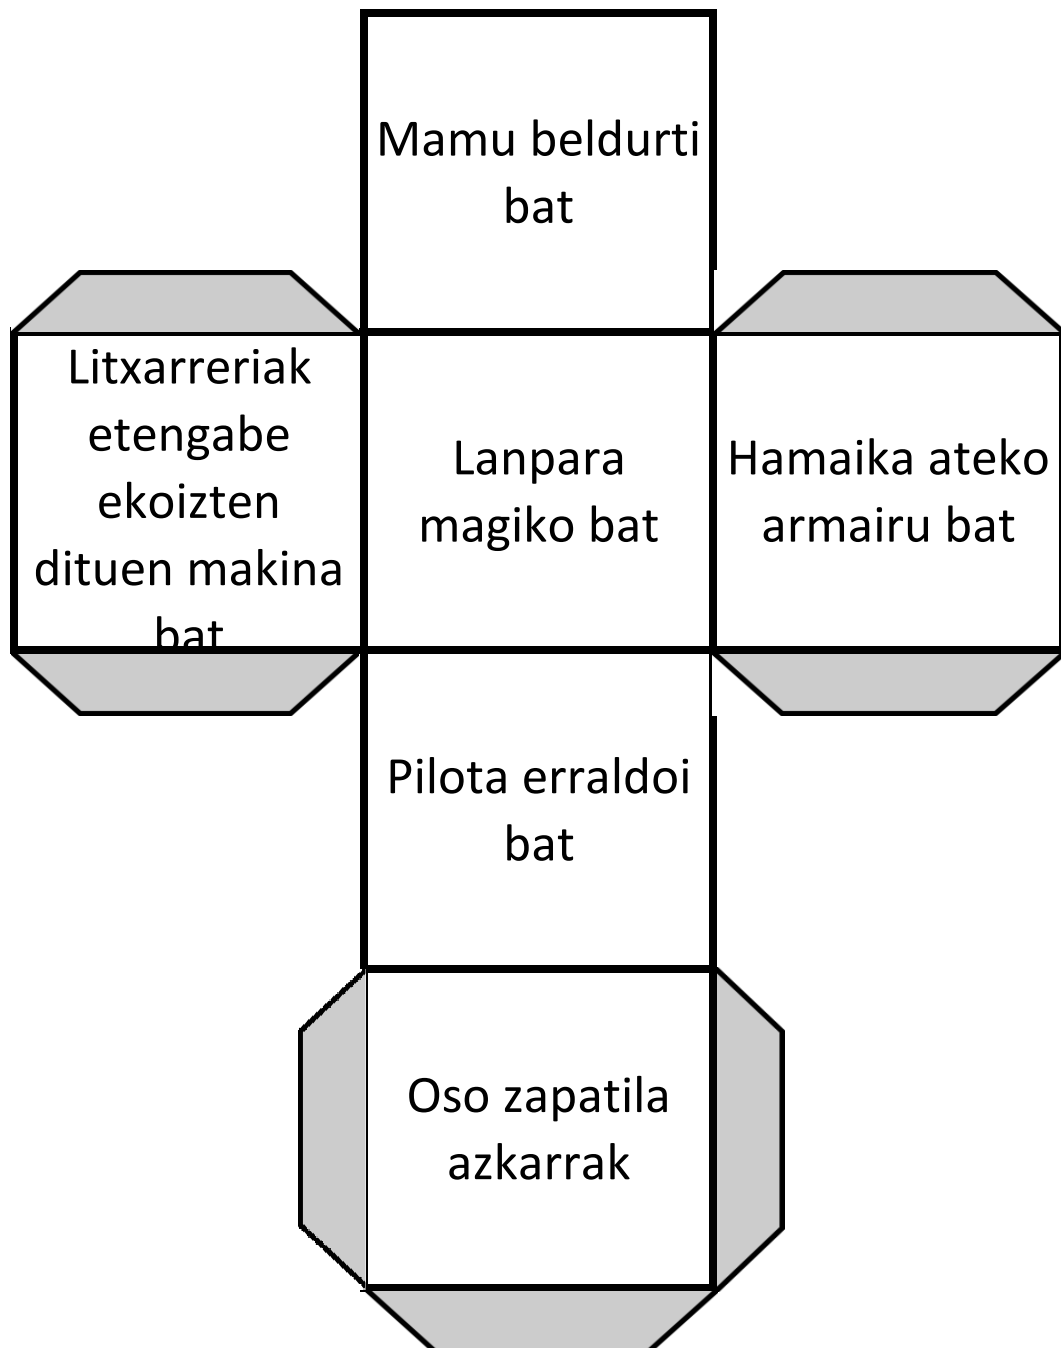 Mamu beldurti
bat
Litxarreriak
etengabe
ekoizten
dituen makina
bat
Lanpara
magiko bat
Hamaika ateko
armairu bat
Pilota erraldoi
bat
Oso zapatila
azkarrak